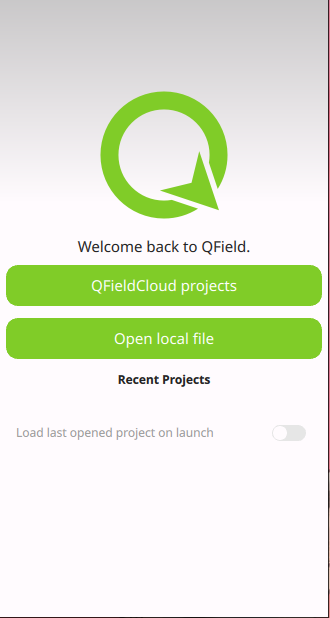 Welcome back to QField.
QFieldCloud projects
Open local file
Recent Projects
Load last opened project on launch